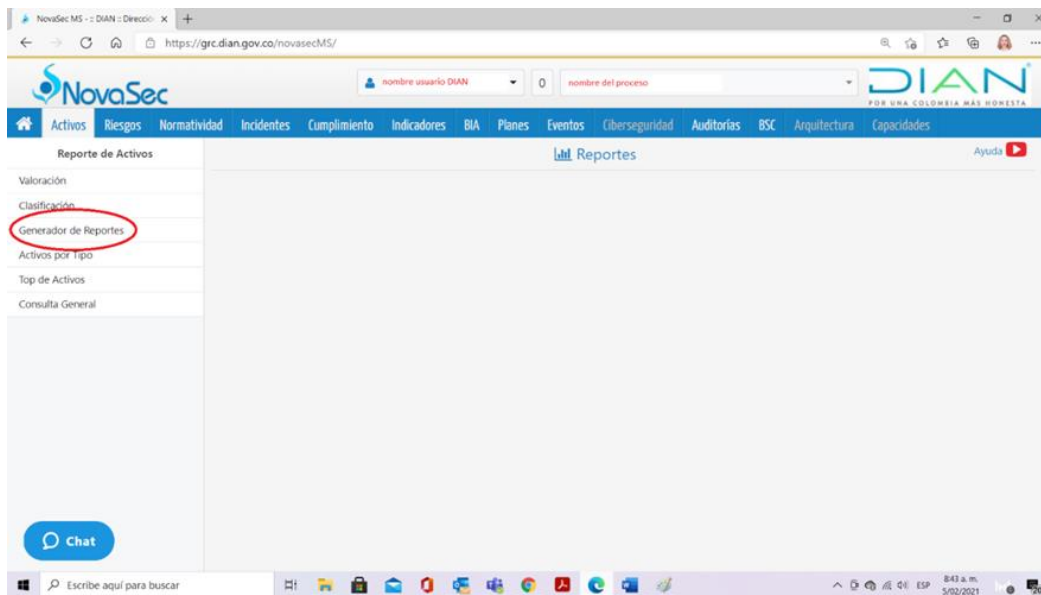 NovaSec MS - :: DIAN :: Direcció
https://grc.dian.gov.co/novasecMS/
NovaSec
nombre usuario DIAN
0
nombre del proceso
DIAN
POR UNA COLOMBIA MÁS HONESTA
Activos Riesgos Normatividad Incidentes Cumplimiento Indicadores BIA Planes Eventos Ciberseguridad Auditorías BSC Arquitectura Capacidades
Reporte de Activos
Reportes
Ayuda
Valoración
Clasificación
Generador de Reportes
Activos por Tipo
Top de Activos
Consulta General
Chat
Escribe aquí para buscar
ESP
8:43 a. m.
5/02/2021